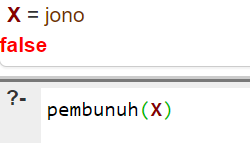 X = jono
false
?- pembunuh(X)